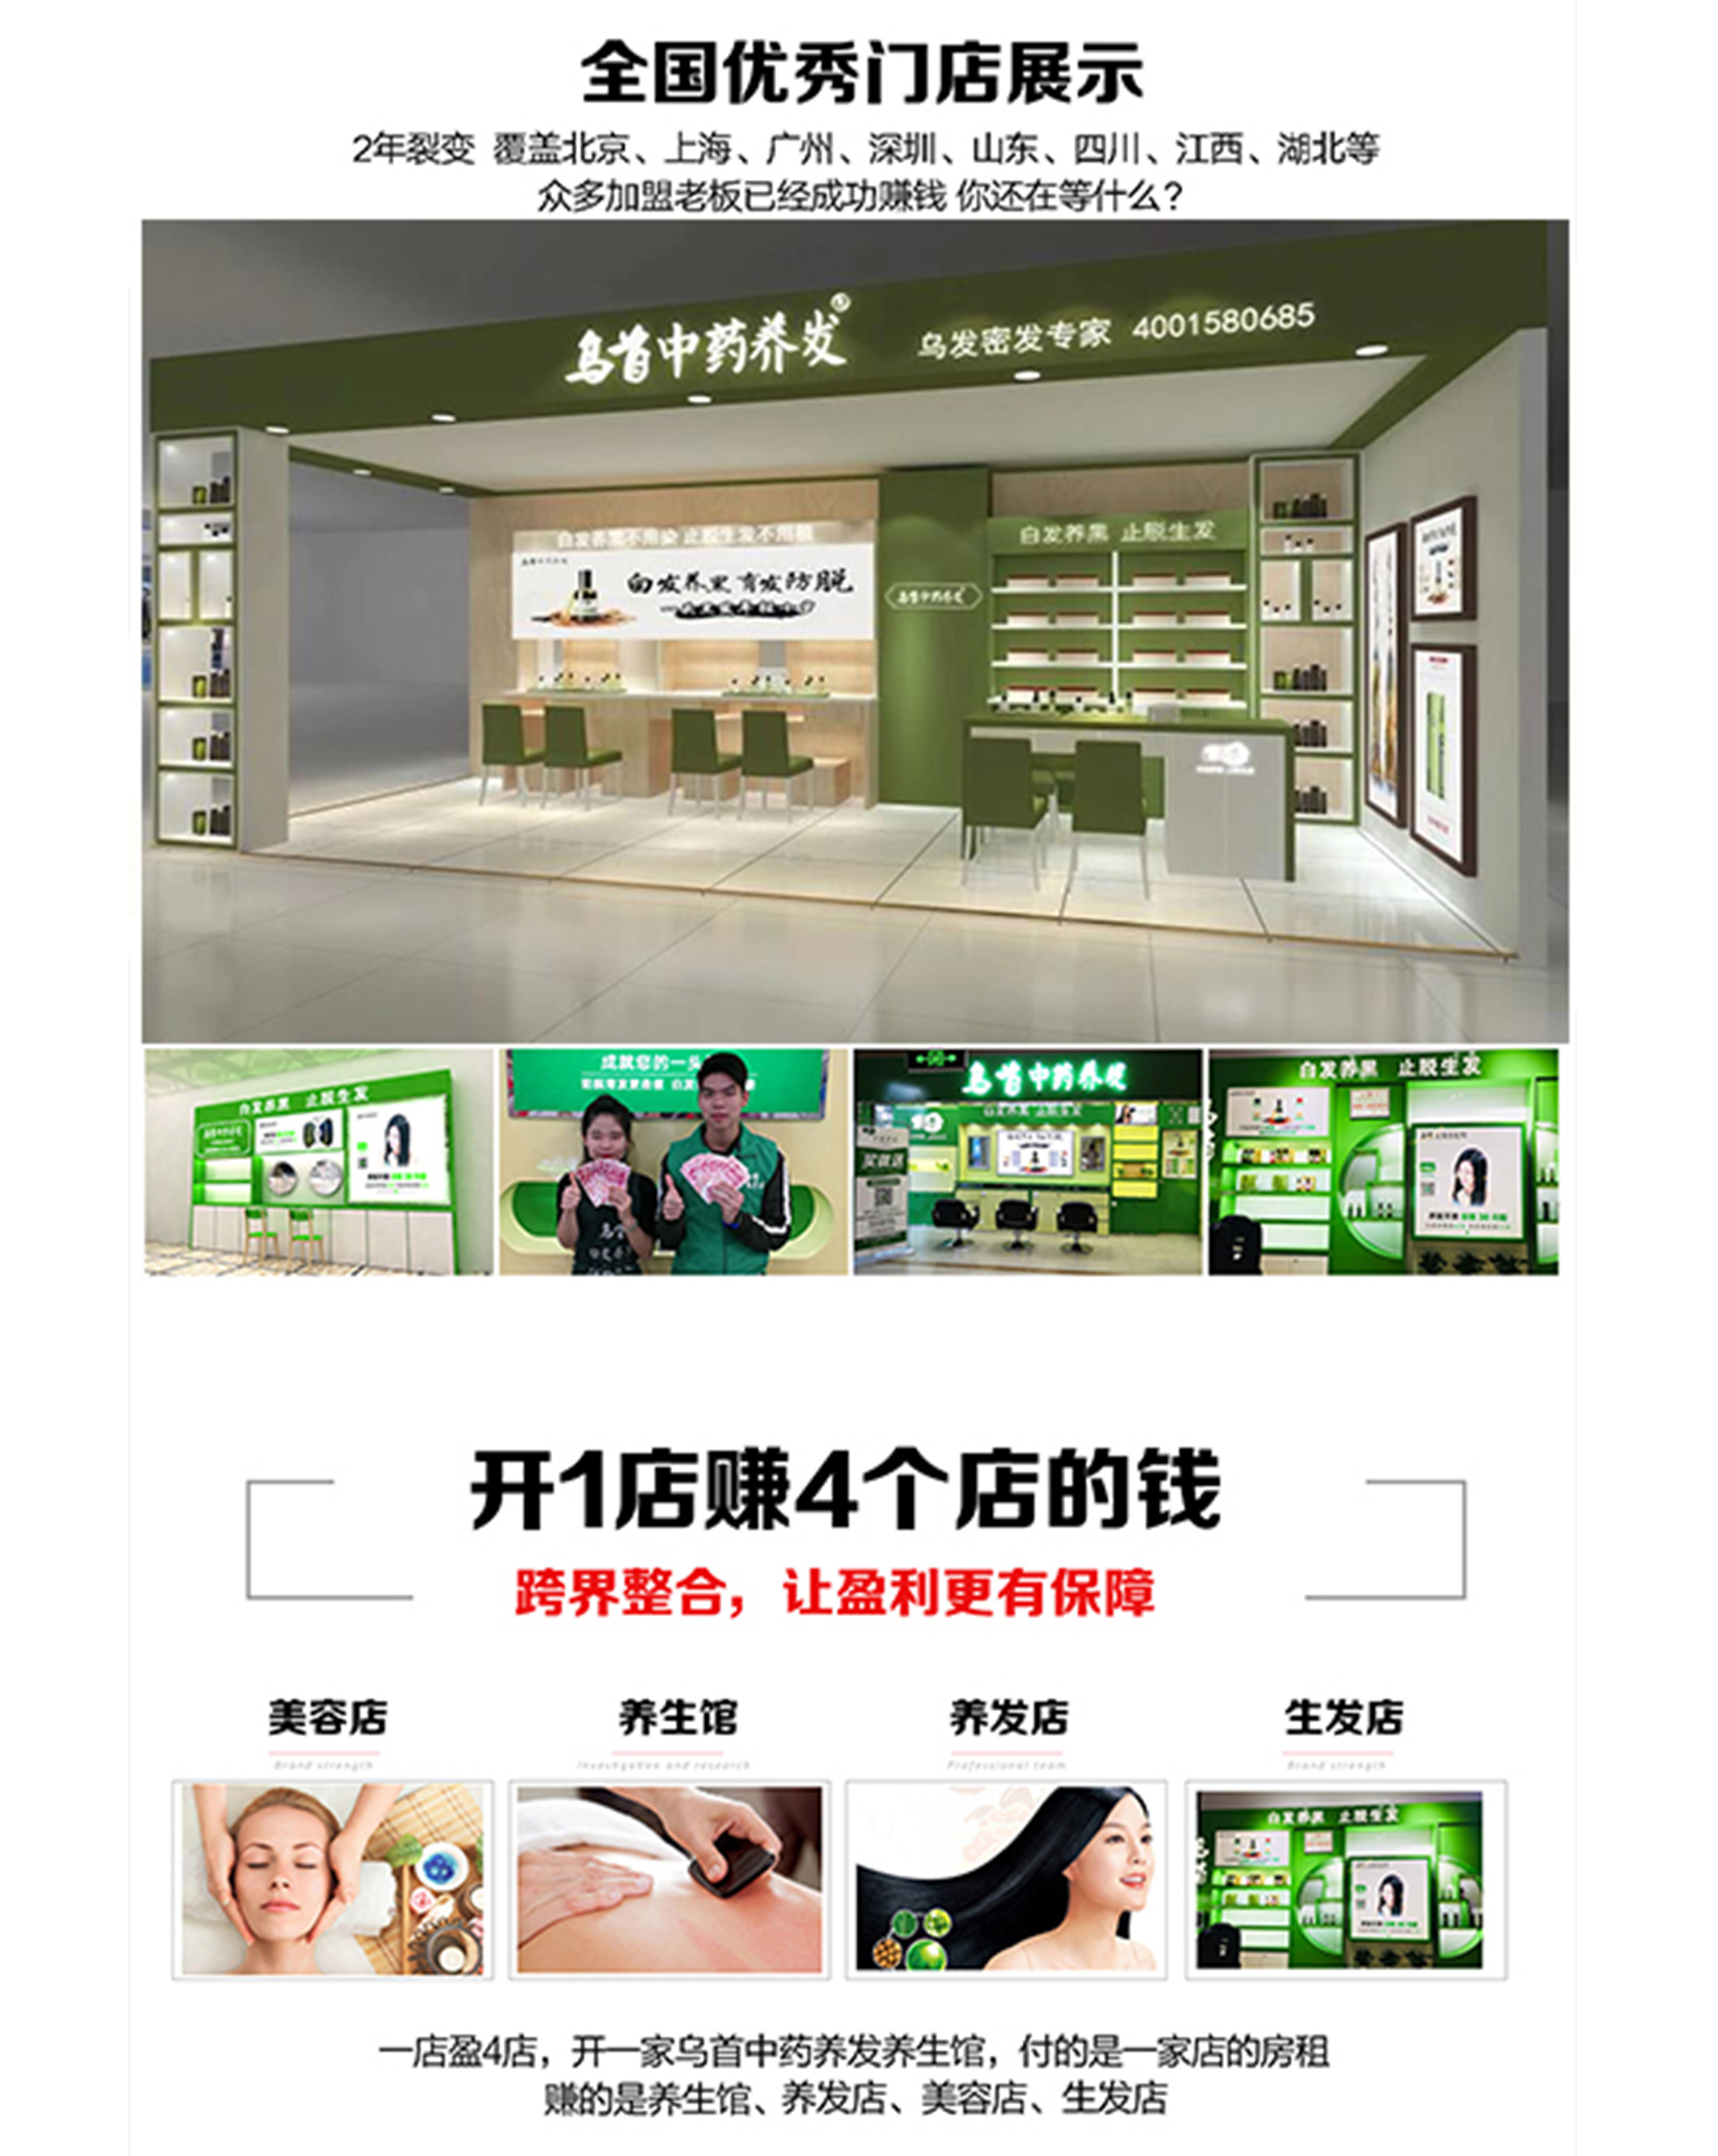 全国优秀门店展示
2年裂变 覆盖北京、上海、广州、深圳、山东、四川、江西、湖北等
众多加盟老板已经成功赚钱 你还在等什么?
乌首中药养发®
乌发密发专家 4001580685
白发养黑不用染 止脱生发不用植
白发养黑 育发防脱
白发养黑 止脱生发
乌首中药养发
白发养黑 止脱生发
成就您的一头
乌首中药养发
白发养黑 止脱生发
白发养黑 止脱生发
开1店赚4个店的钱
跨界整合，让盈利更有保障
美容店 养生馆 养发店 生发店
Brand strength Investigation and research Professional team Brand strength
白发养黑 止脱生发
一店盈4店，开一家乌首中药养发养生馆，付的是一家店的房租
赚的是养生馆、养发店、美容店、生发店